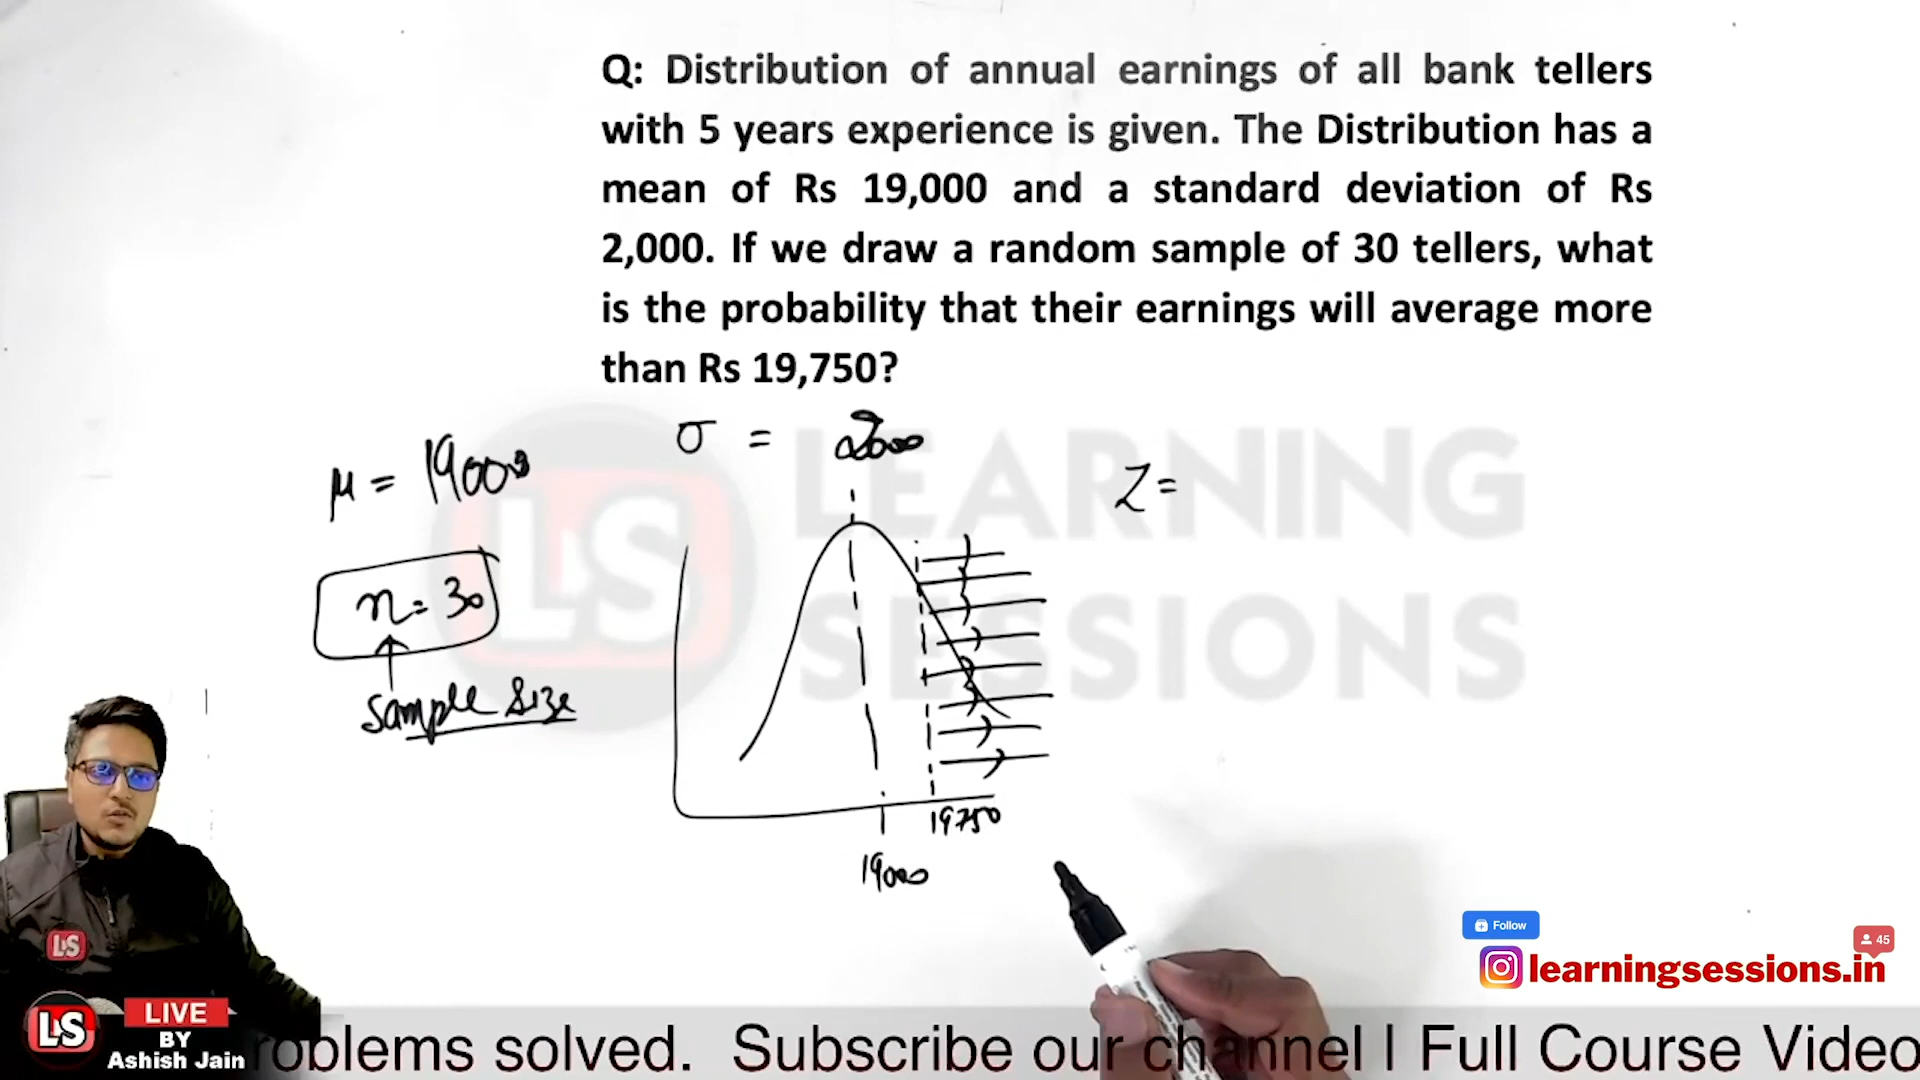 Q: Distribution of annual earnings of all bank tellers
with 5 years experience is given. The Distribution has a
mean of Rs 19,000 and a standard deviation of Rs
2,000. If we draw a random sample of 30 tellers, what
is the probability that their earnings will average more
than Rs 19,750?
μ = 19000
σ = 2000
Z =
n = 30
Sample Size
19750
19000
LEARNING
SESSIONS
LS
LS
LS
LIVE
BY
Ashish Jain
Follow
45
learningsessions.in
roblems solved. Subscribe our channel l Full Course Video